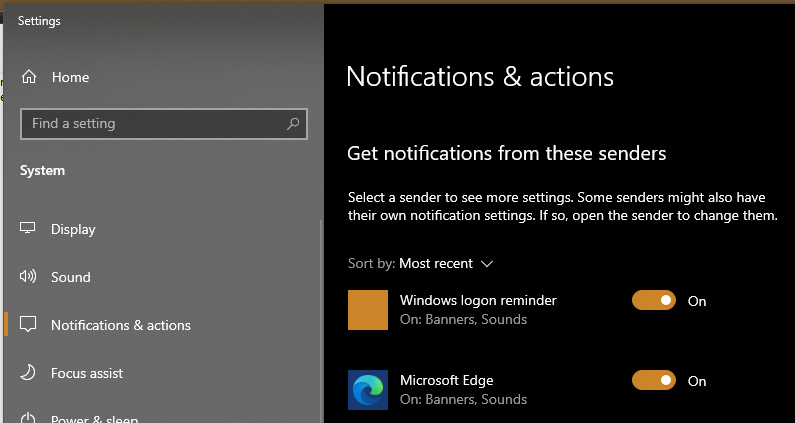 Settings
Home
Find a setting
System
Display
Sound
Notifications & actions
Focus assist
Power & sleep
Notifications & actions
Get notifications from these senders
Select a sender to see more settings. Some senders might also have
their own notification settings. If so, open the sender to change them.
Sort by: Most recent
Windows logon reminder
On: Banners, Sounds
On
Microsoft Edge
On: Banners, Sounds
On